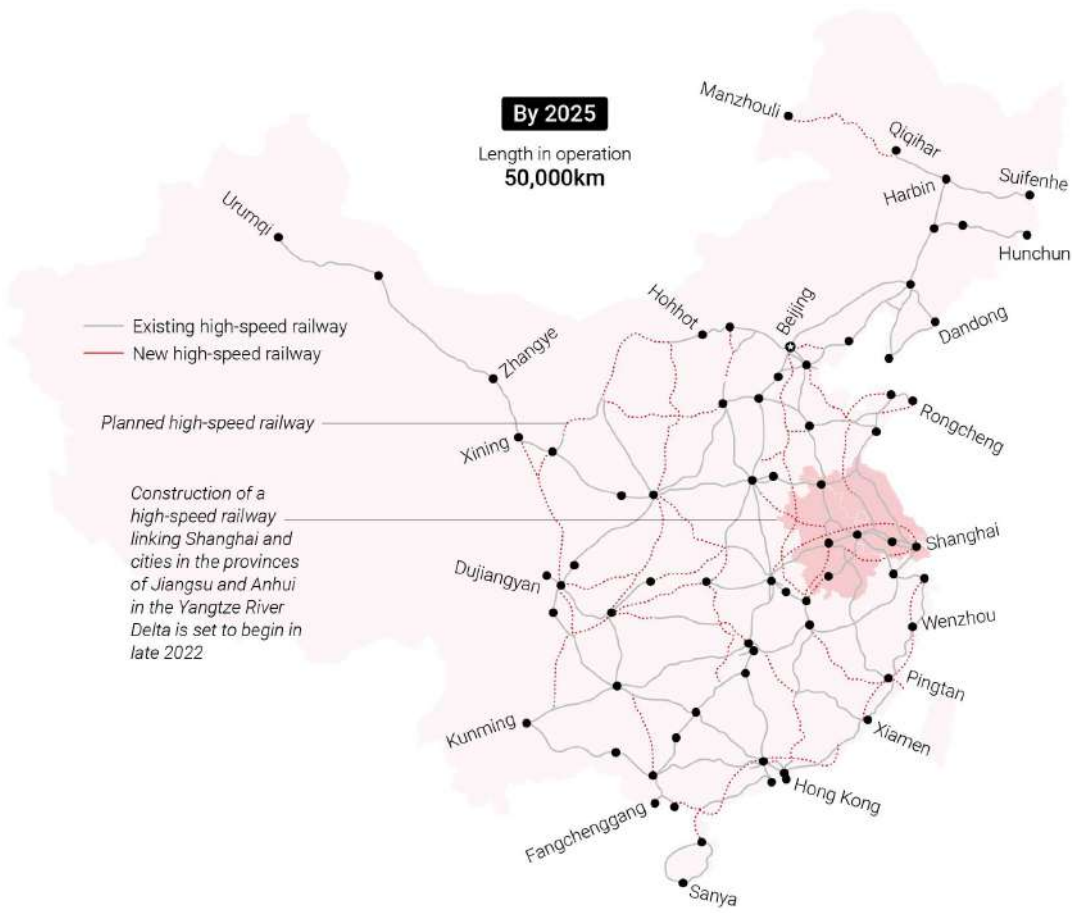 By 2025
Length in operation
50,000km
Manzhouli
Qiqihar
Harbin
Suifenhe
Hunchun
Urumqi
Hohhot
Beijing
Dandong
Existing high-speed railway
New high-speed railway
Zhangye
Planned high-speed railway
Rongcheng
Xining
Construction of a
high-speed railway
linking Shanghai and
cities in the provinces
of Jiangsu and Anhui
in the Yangtze River
Delta is set to begin in
late 2022
Shanghai
Dujiangyan
Wenzhou
Pingtan
Kunming
Xiamen
Hong Kong
Fangchenggang
Sanya